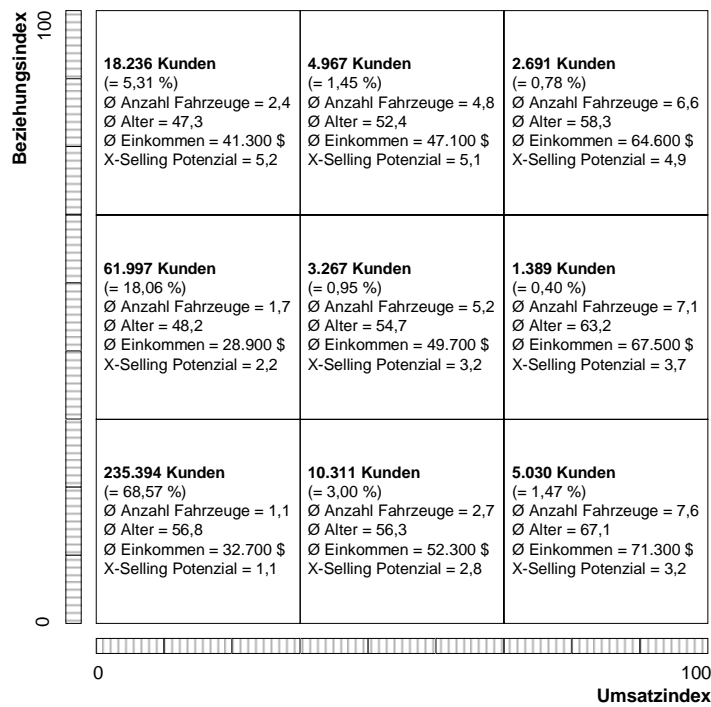 Beziehungsindex
100
18.236 Kunden
(= 5,31 %)
Ø Anzahl Fahrzeuge = 2,4
Ø Alter = 47,3
Ø Einkommen = 41.300 $
X-Selling Potenzial = 5,2
4.967 Kunden
(= 1,45 %)
Ø Anzahl Fahrzeuge = 4,8
Ø Alter = 52,4
Ø Einkommen = 47.100 $
X-Selling Potenzial = 5,1
2.691 Kunden
(= 0,78 %)
Ø Anzahl Fahrzeuge = 6,6
Ø Alter = 58,3
Ø Einkommen = 64.600 $
X-Selling Potenzial = 4,9
61.997 Kunden
(= 18,06 %)
Ø Anzahl Fahrzeuge = 1,7
Ø Alter = 48,2
Ø Einkommen = 28.900 $
X-Selling Potenzial = 2,2
3.267 Kunden
(= 0,95 %)
Ø Anzahl Fahrzeuge = 5,2
Ø Alter = 54,7
Ø Einkommen = 49.700 $
X-Selling Potenzial = 3,2
1.389 Kunden
(= 0,40 %)
Ø Anzahl Fahrzeuge = 7,1
Ø Alter = 63,2
Ø Einkommen = 67.500 $
X-Selling Potenzial = 3,7
235.394 Kunden
(= 68,57 %)
Ø Anzahl Fahrzeuge = 1,1
Ø Alter = 56,8
Ø Einkommen = 32.700 $
X-Selling Potenzial = 1,1
10.311 Kunden
(= 3,00 %)
Ø Anzahl Fahrzeuge = 2,7
Ø Alter = 56,3
Ø Einkommen = 52.300 $
X-Selling Potenzial = 2,8
5.030 Kunden
(= 1,47 %)
Ø Anzahl Fahrzeuge = 7,6
Ø Alter = 67,1
Ø Einkommen = 71.300 $
X-Selling Potenzial = 3,2
0
0
100
Umsatzindex